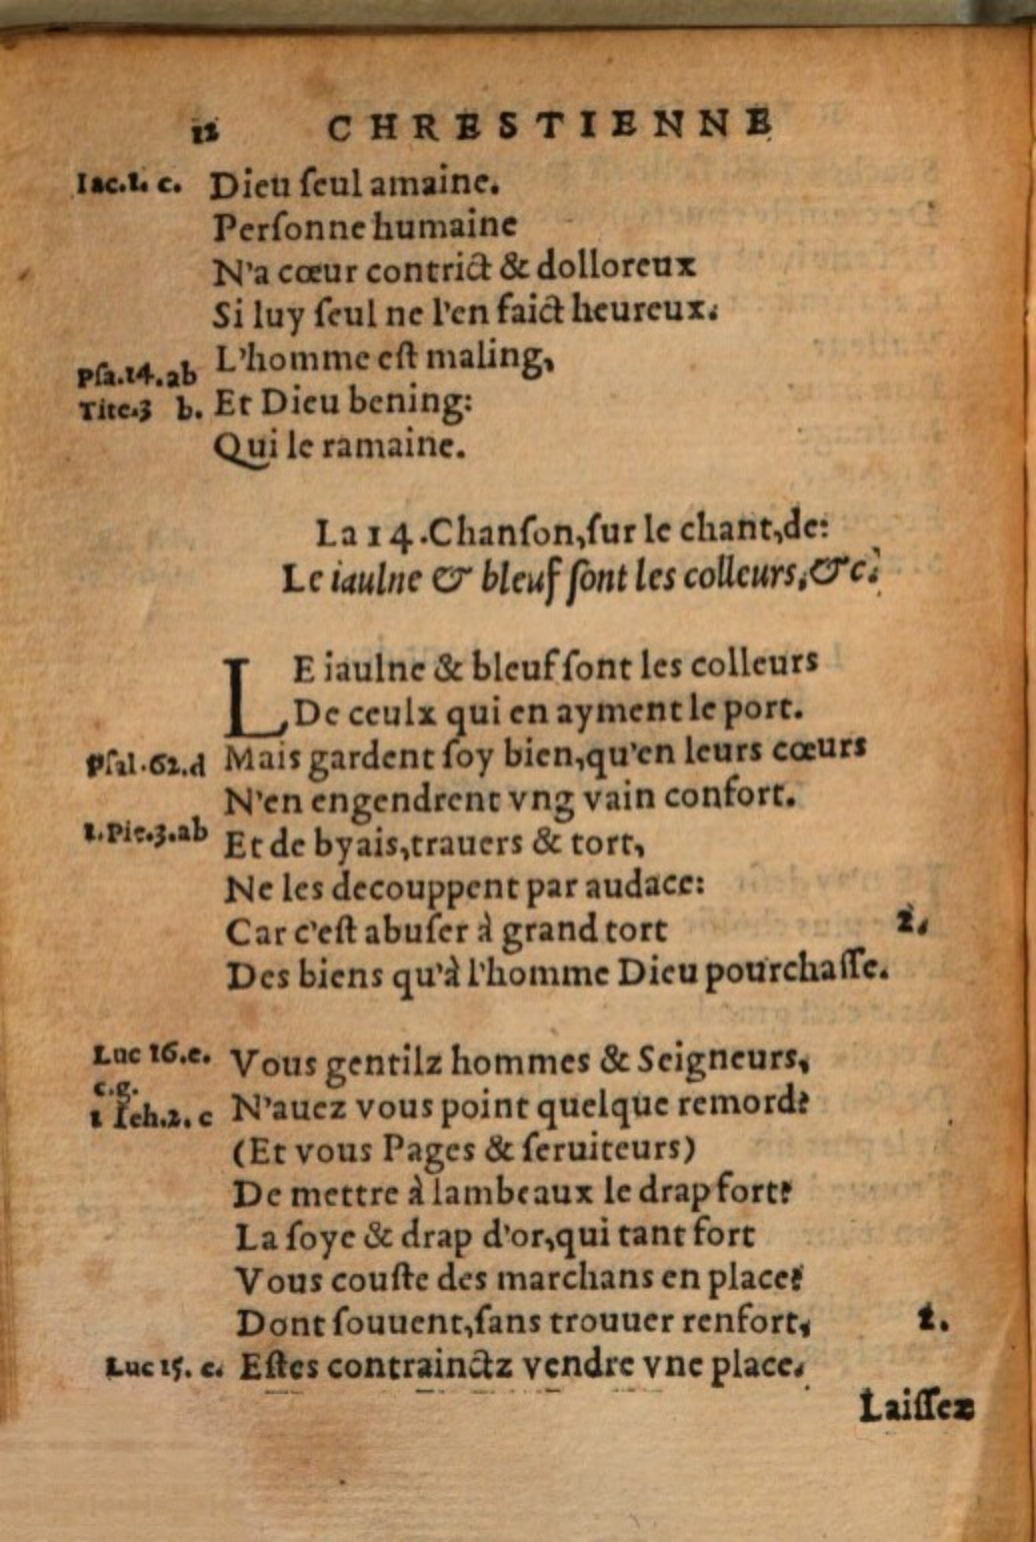 12 CHRESTIENNE
Iac.1. c. Dieu ſeul amaine.
Perſonne humaine
N'a cœur contrict & dolloreux
Si luy ſeul ne l'en faict heureux.
L'homme eſt maling,
Pſa.14.ab
Tite.3 b. Et Dieu bening:
Qui le ramaine.
La 14.Chanſon,ſur le chant,de:
Le iaulne & bleuf ſont les colleurs,&c.
LE iaulne & bleuf ſont les colleurs
De ceulx qui en ayment le port.
Pſal.62.d Mais gardent ſoy bien,qu'en leurs cœurs
N'en engendrent vng vain confort.
1.Pie.3.ab Et de byais,trauers & tort,
Ne les decouppent par audace:
Car c'eſt abuſer à grand tort 2.
Des biens qu'à l'homme Dieu pourchaſſe.
Luc 16.e. Vous gentilz hommes & Seigneurs,
c.g.
1 Ieh.2. c N'auez vous point quelque remord?
(Et vous Pages & ſeruiteurs)
De mettre à lambeaux le drap fort?
La ſoye & drap d'or,qui tant fort
Vous couſte des marchans en place?
Dont ſouuent,ſans trouuer renfort, 2.
Luc 15. c. Eſtes contrainctz vendre vne place.
Laiſſez